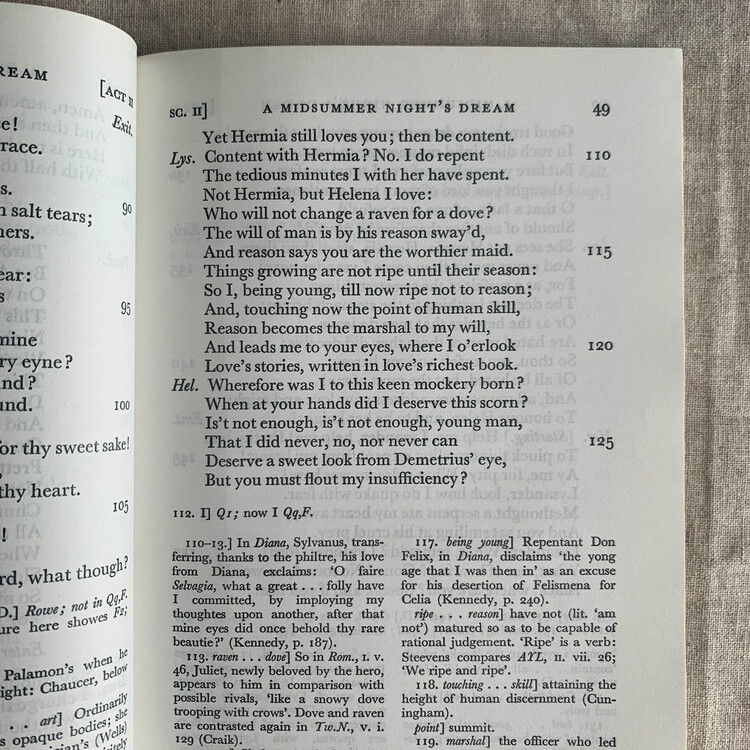 REAM
[ACT II
Exit.
e!
race.
s.
n salt tears; 90
ners.
ear:
s 95
mine
ry eyne?
nd?
und. 100
for thy sweet sake!
thy heart.
105
!
rd, what though?
D.] Rowe; not in Qq,F.
ure here showes F2;
Palamon's when he
ight: Chaucer, below
. . . art] Ordinarily
opaque bodies; she
rian's (Wells)
SC. II] A MIDSUMMER NIGHT'S DREAM 49
Yet Hermia still loves you; then be content.
Lys. Content with Hermia? No. I do repent 110
The tedious minutes I with her have spent.
Not Hermia, but Helena I love:
Who will not change a raven for a dove?
The will of man is by his reason sway'd,
And reason says you are the worthier maid. 115
Things growing are not ripe until their season:
So I, being young, till now ripe not to reason;
And, touching now the point of human skill,
Reason becomes the marshal to my will,
And leads me to your eyes, where I o'erlook 120
Love's stories, written in love's richest book.
Hel. Wherefore was I to this keen mockery born?
When at your hands did I deserve this scorn?
Is't not enough, is't not enough, young man,
That I did never, no, nor never can 125
Deserve a sweet look from Demetrius' eye,
But you must flout my insufficiency?
112. I] Q1; now I Qq,F.
110–13.] In Diana, Sylvanus, trans-
ferring, thanks to the philtre, his love
from Diana, exclaims: 'O faire
Selvagia, what a great . . . folly have
I committed, by imploying my
thoughtes upon another, after that
mine eyes did once behold thy rare
beautie?' (Kennedy, p. 187).
113. raven . . . dove] So in Rom., I. v.
46, Juliet, newly beloved by the hero,
appears to him in comparison with
possible rivals, 'like a snowy dove
trooping with crows'. Dove and raven
are contrasted again in Tw.N., v. i.
129 (Craik).
117. being young] Repentant Don
Felix, in Diana, disclaims 'the yong
age that I was then in' as an excuse
for his desertion of Felismena for
Celia (Kennedy, p. 240).
ripe . . . reason] have not (lit. 'am
not') matured so as to be capable of
rational judgement. 'Ripe' is a verb:
Steevens compares AYL, II. vii. 26;
'We ripe and ripe'.
118. touching . . . skill] attaining the
height of human discernment (Cun-
ingham).
point] summit.
119. marshal] the officer who led